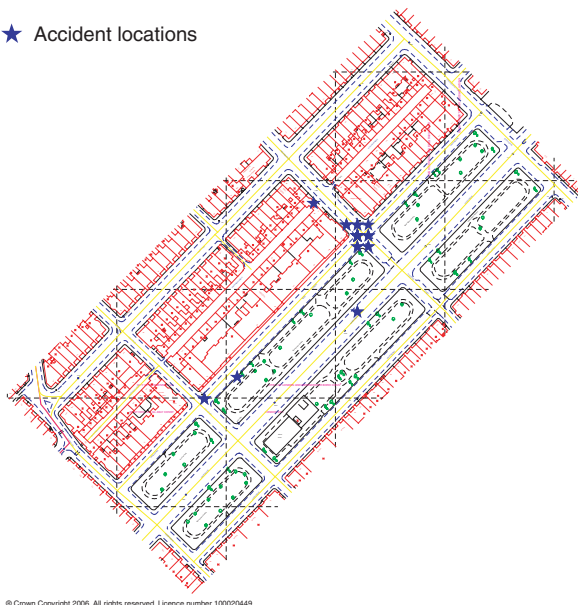 Accident locations
© Crown Copyright 2006. All rights reserved. Licence number 100020449